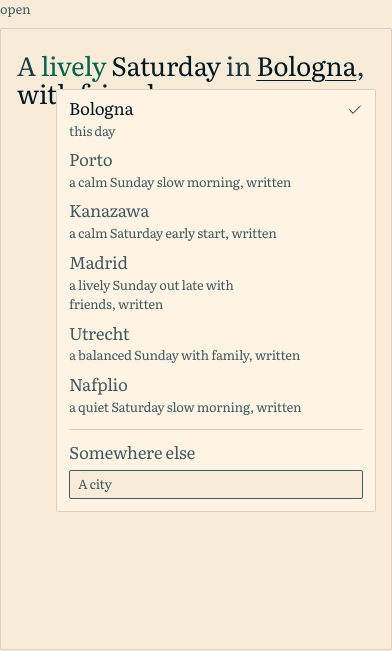 open
A lively Saturday in Bologna,
with friend
Bologna
this day
Porto
a calm Sunday slow morning, written
Kanazawa
a calm Saturday early start, written
Madrid
a lively Sunday out late with
friends, written
Utrecht
a balanced Sunday with family, written
Nafplio
a quiet Saturday slow morning, written
Somewhere else
A city